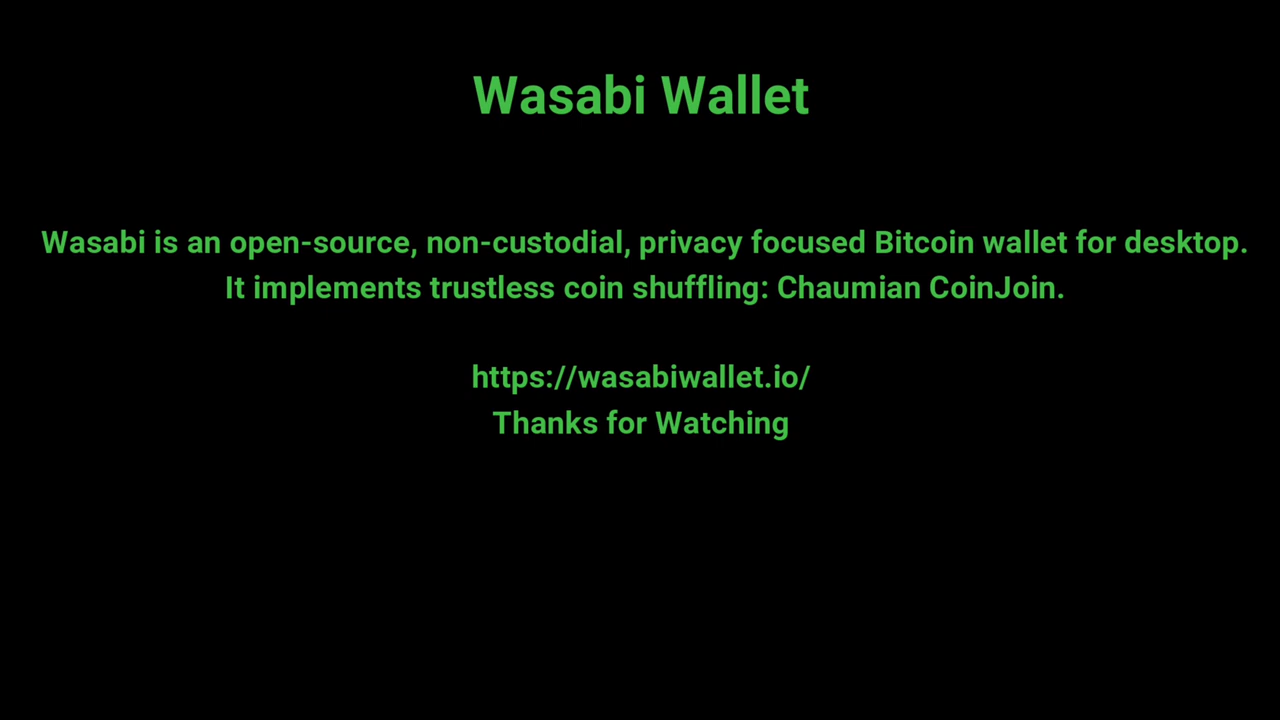 Wasabi Wallet
Wasabi is an open-source, non-custodial, privacy focused Bitcoin wallet for desktop.
It implements trustless coin shuffling: Chaumian CoinJoin.
https://wasabiwallet.io/
Thanks for Watching